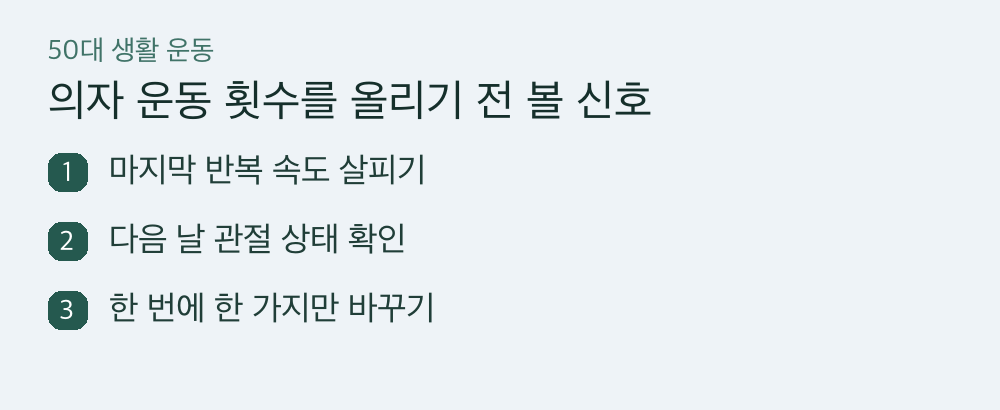 50대 생활 운동
의자 운동 횟수를 올리기 전 볼 신호
1 마지막 반복 속도 살피기
2 다음 날 관절 상태 확인
3 한 번에 한 가지만 바꾸기